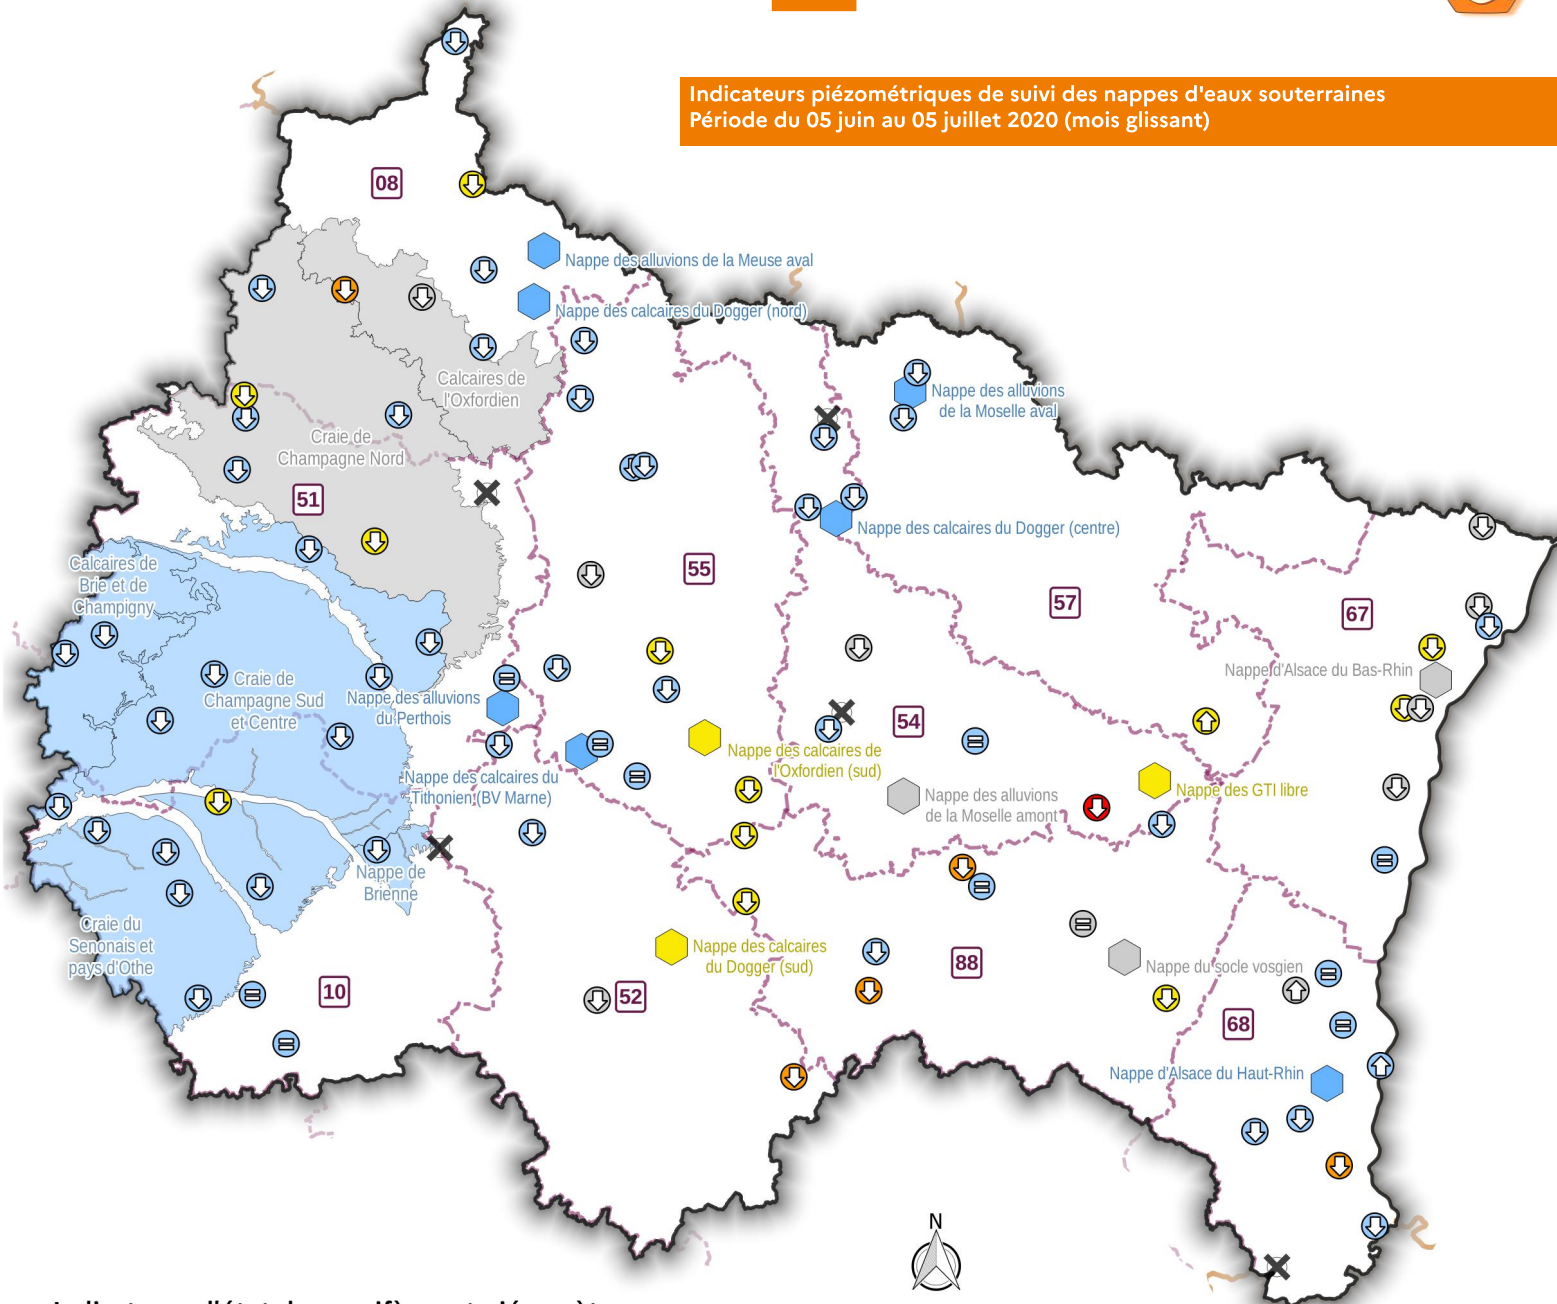 Indicateurs piézométriques de suivi des nappes d'eaux souterraines
Période du 05 juin au 05 juillet 2020 (mois glissant)
08
Nappe des alluvions de la Meuse aval
Nappe des calcaires du Dogger (nord)
Calcaires de
l'Oxfordien
Nappe des alluvions
de la Moselle aval
Craie de
Champagne Nord
51
Nappe des calcaires du Dogger (centre)
Calcaires de
Brie et de
Champigny
55
57
67
Nappe d'Alsace du Bas-Rhin
Craie de
Champagne Sud
et Centre
Nappe des alluvions
du Perthois
54
Nappe des calcaires de
l'Oxfordien (sud)
Nappe des calcaires du
Tithonien (BV Marne)
Nappe des alluvions
de la Moselle amont
Nappe des GTI libre
Nappe de
Brienne
Craie du
Senonais et
pays d'Othe
Nappe des calcaires
du Dogger (sud)
88
Nappe du socle vosgien
10
52
68
Nappe d'Alsace du Haut-Rhin
N